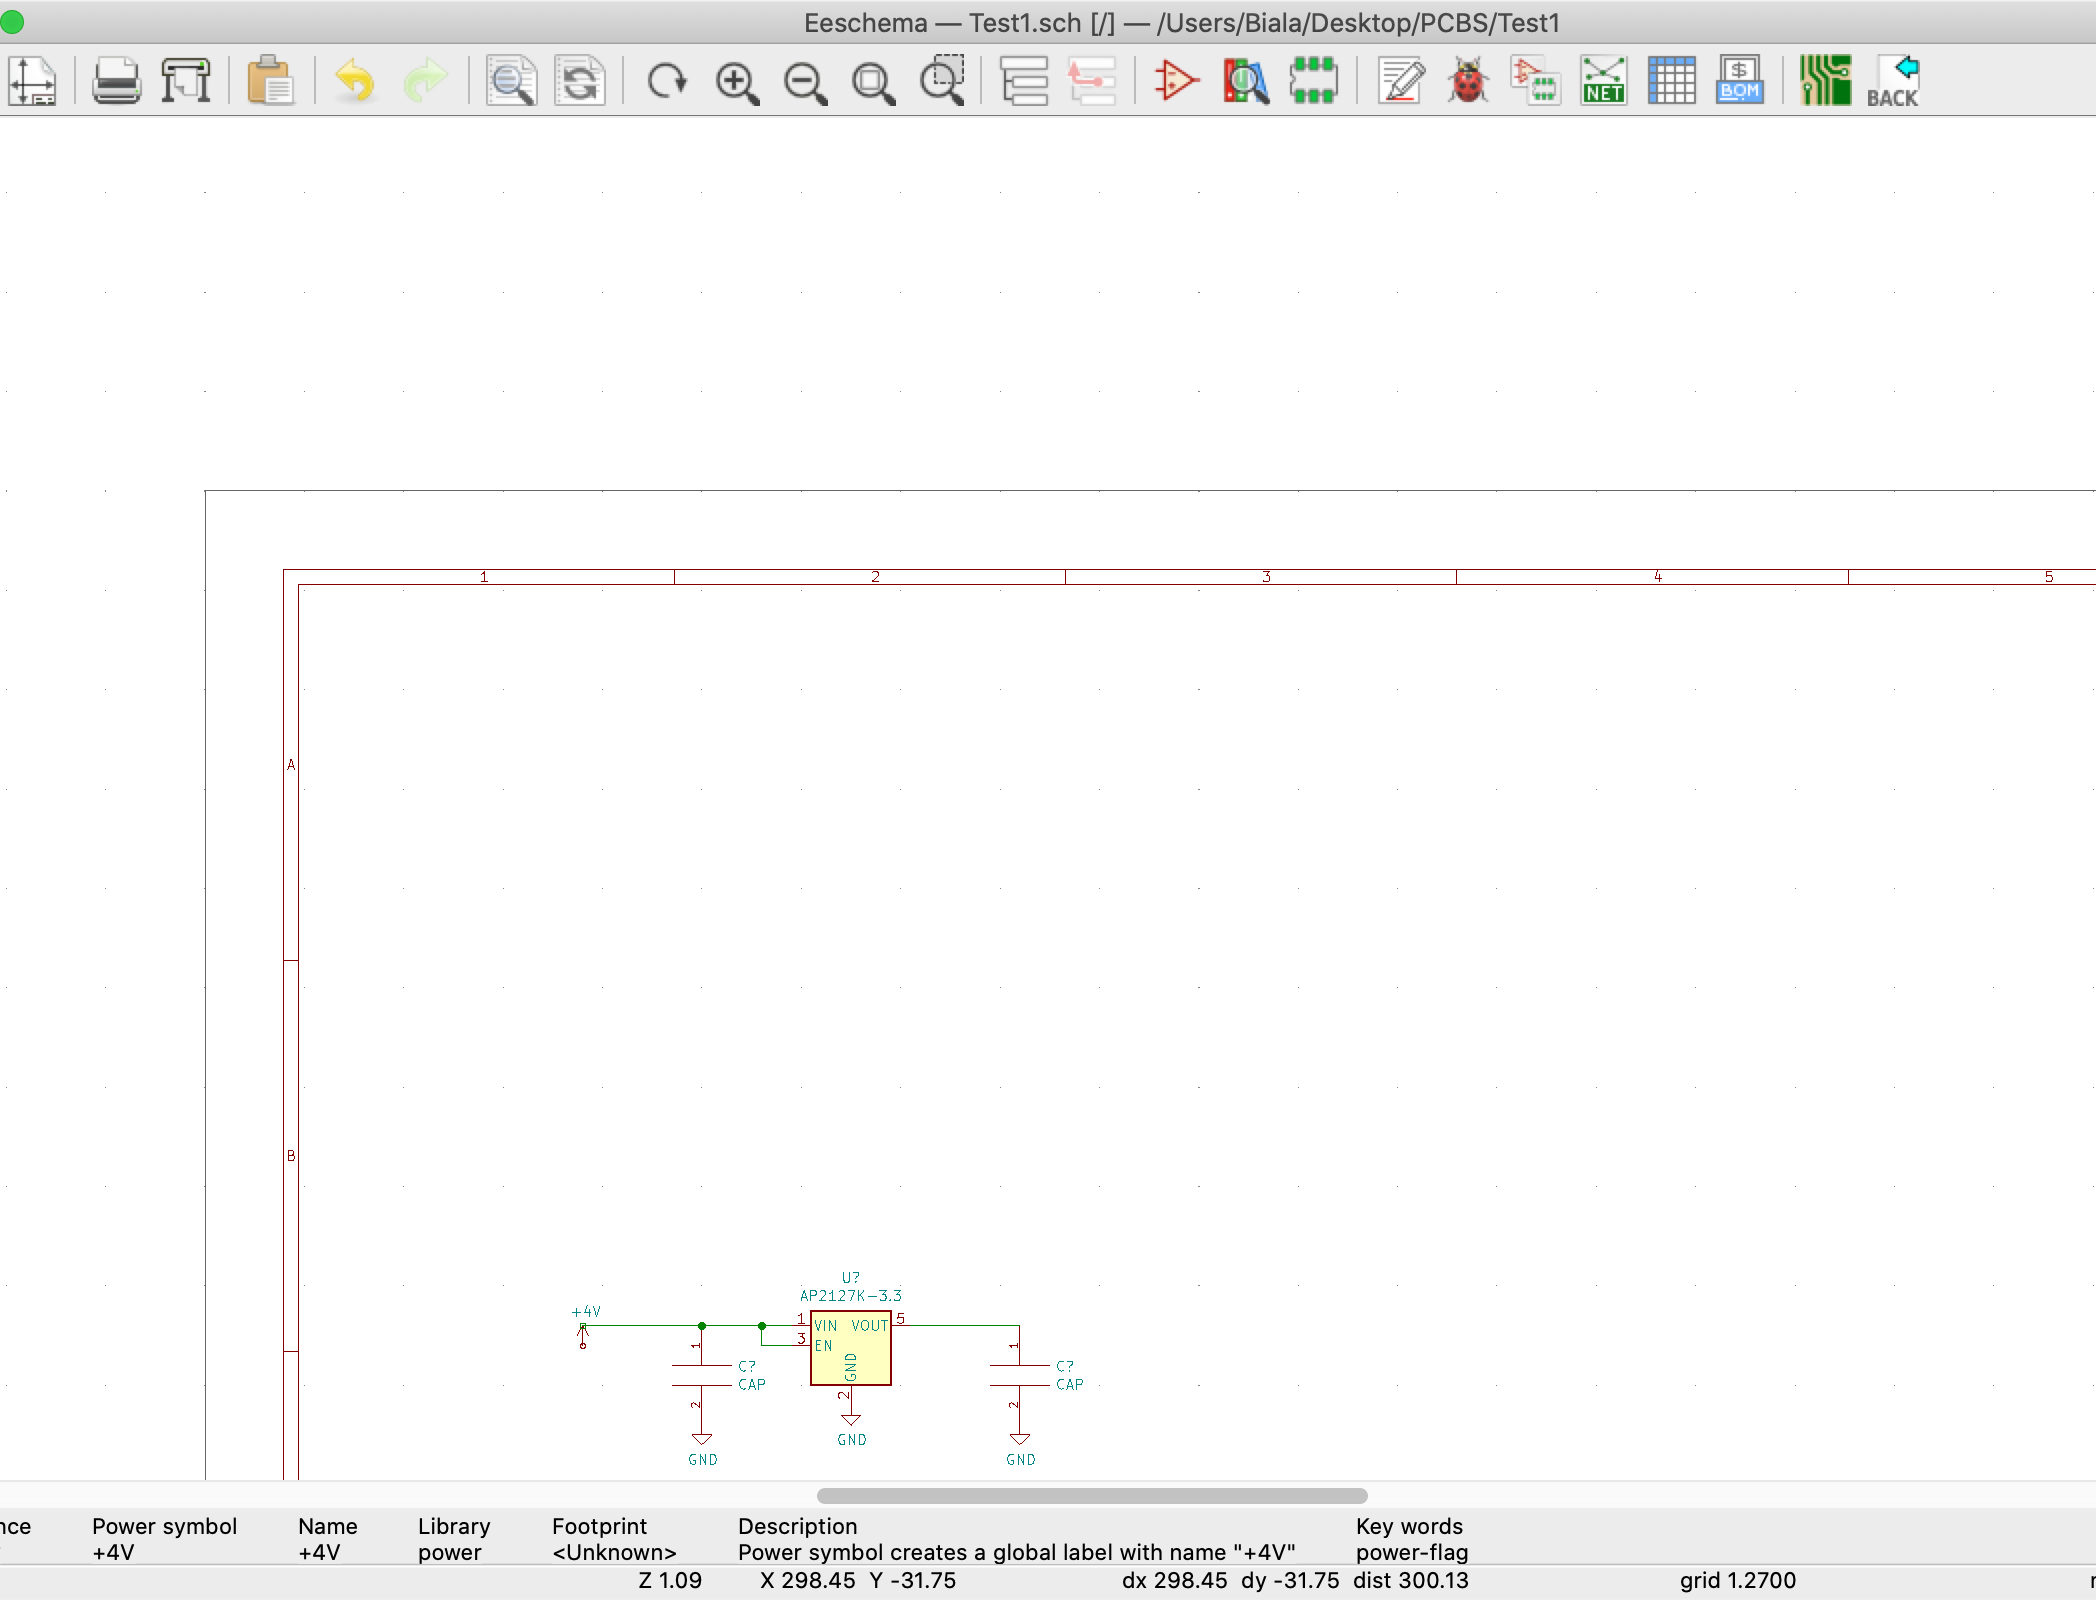 Eeschema — Test1.sch [/] — /Users/Biala/Desktop/PCBS/Test1
NET
$
BOM
BACK
1 2 3 4 5
A
B
U?
AP2127K-3.3
+4V
1 VIN VOUT 5
3 EN
GND
2
1
C?
CAP
2
GND
GND
1
C?
CAP
2
GND
nce Power symbol Name Library Footprint Description Key words
+4V +4V power <Unknown> Power symbol creates a global label with name "+4V" power-flag
Z 1.09 X 298.45 Y -31.75 dx 298.45 dy -31.75 dist 300.13 grid 1.2700